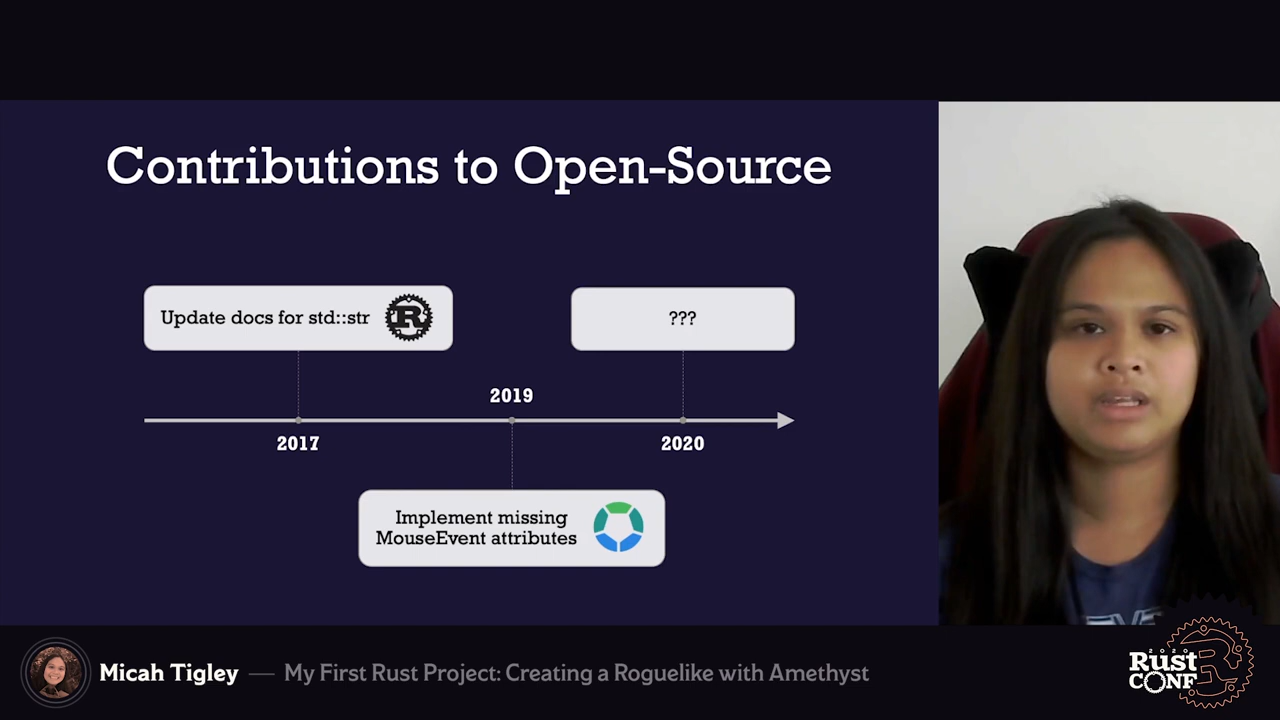 Contributions to Open-Source
Update docs for std::str
R
???
2019
2017
2020
Implement missing
MouseEvent attributes
Micah Tigley — My First Rust Project: Creating a Roguelike with Amethyst
2020
RUST
CONF
R